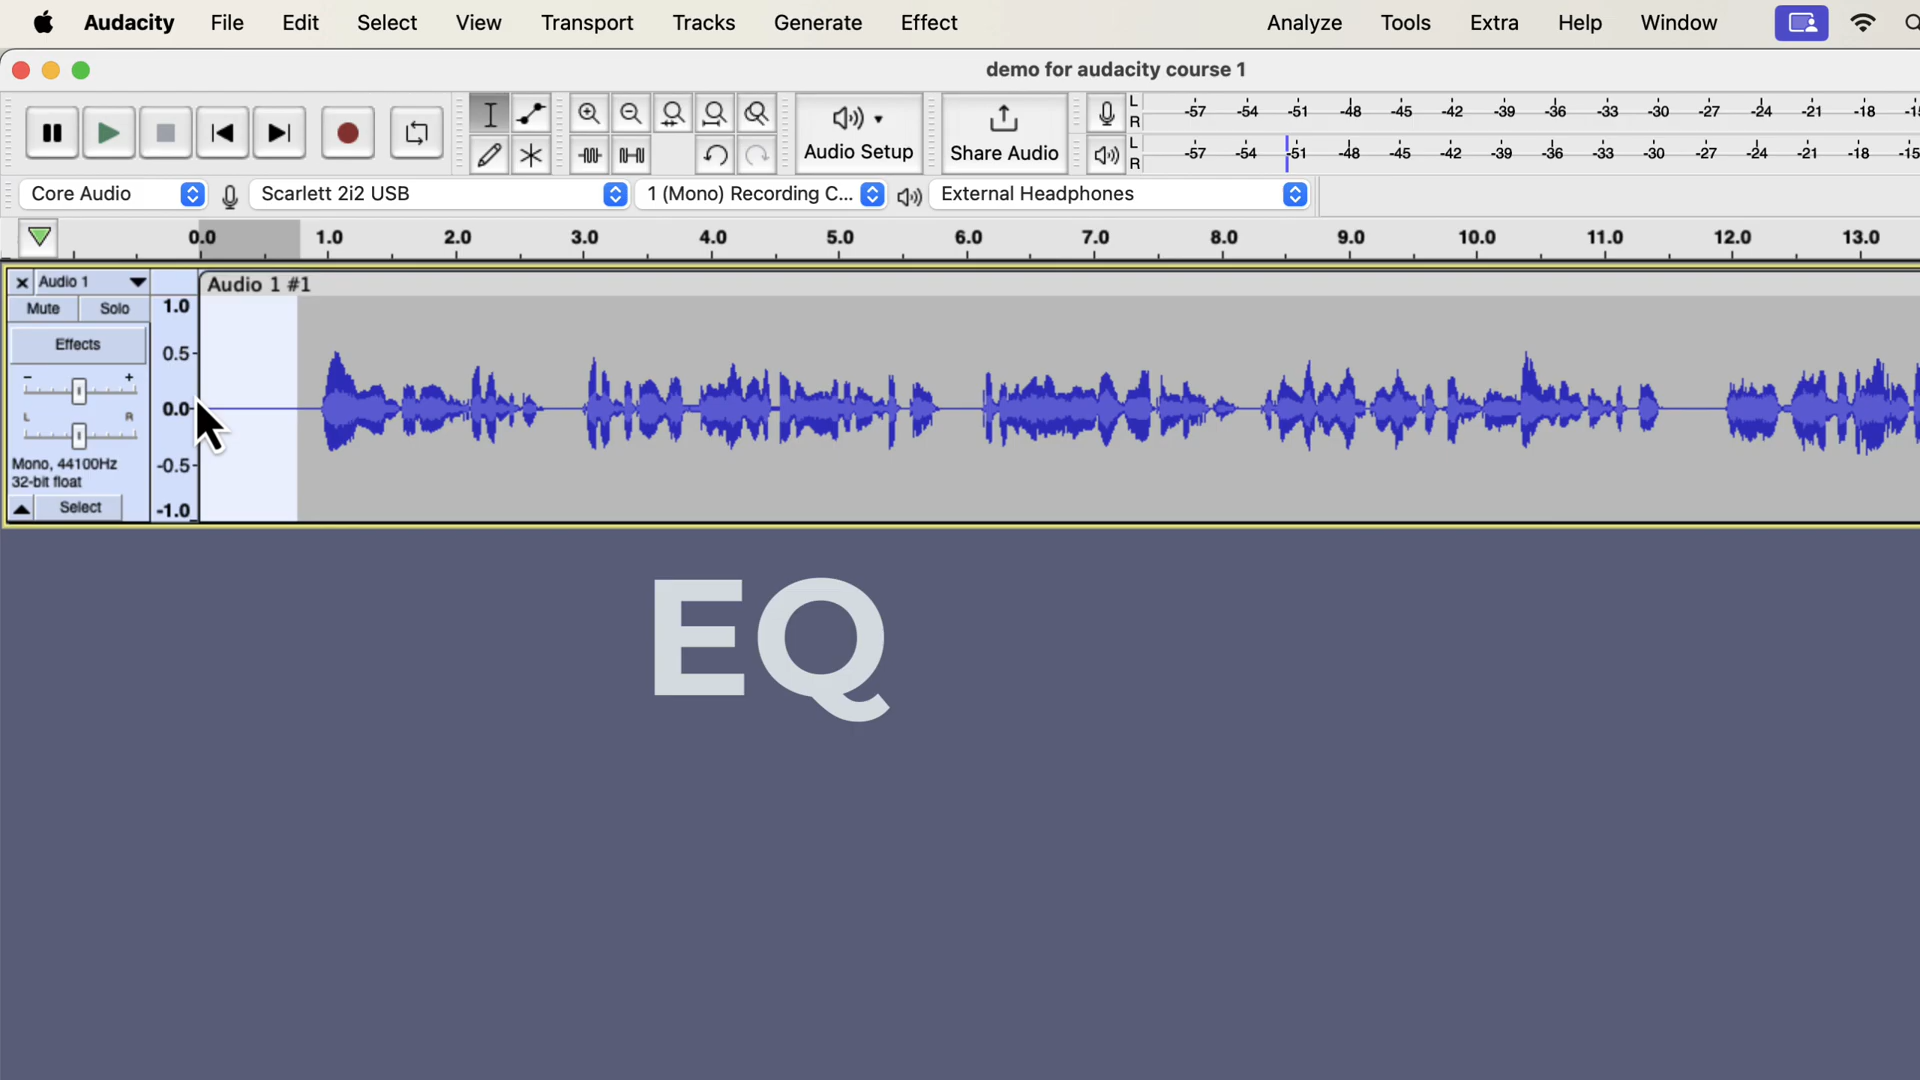 Audacity File Edit Select View Transport Tracks Generate Effect Analyze Tools Extra Help Window
demo for audacity course 1
Audio Setup
Share Audio
L
R
-57 -54 -51 -48 -45 -42 -39 -36 -33 -30 -27 -24 -21 -18
L
R
-57 -54 -51 -48 -45 -42 -39 -36 -33 -30 -27 -24 -21 -18 -15
Core Audio Scarlett 2i2 USB 1 (Mono) Recording C... External Headphones
0.0 1.0 2.0 3.0 4.0 5.0 6.0 7.0 8.0 9.0 10.0 11.0 12.0 13.0
Audio 1
Audio 1 #1
Mute Solo
Effects
- +
L R
Mono, 44100Hz
32-bit float
Select
1.0
0.5
0.0
-0.5
-1.0
EQ